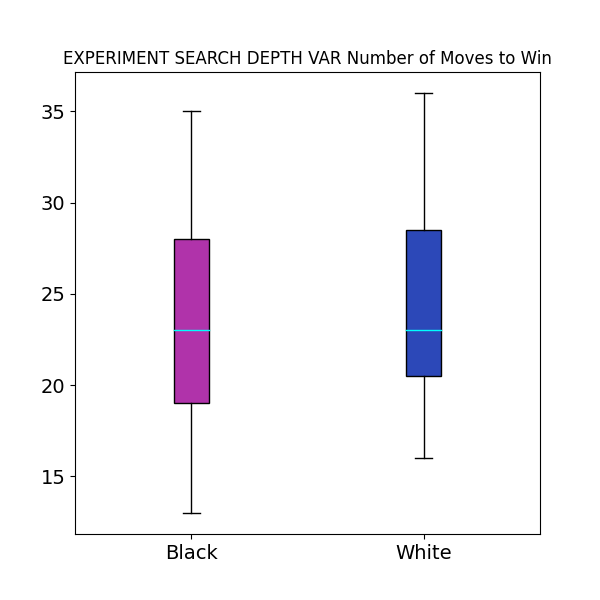 EXPERIMENT SEARCH DEPTH VAR Number of Moves to Win
35
30
25
20
15
Black White